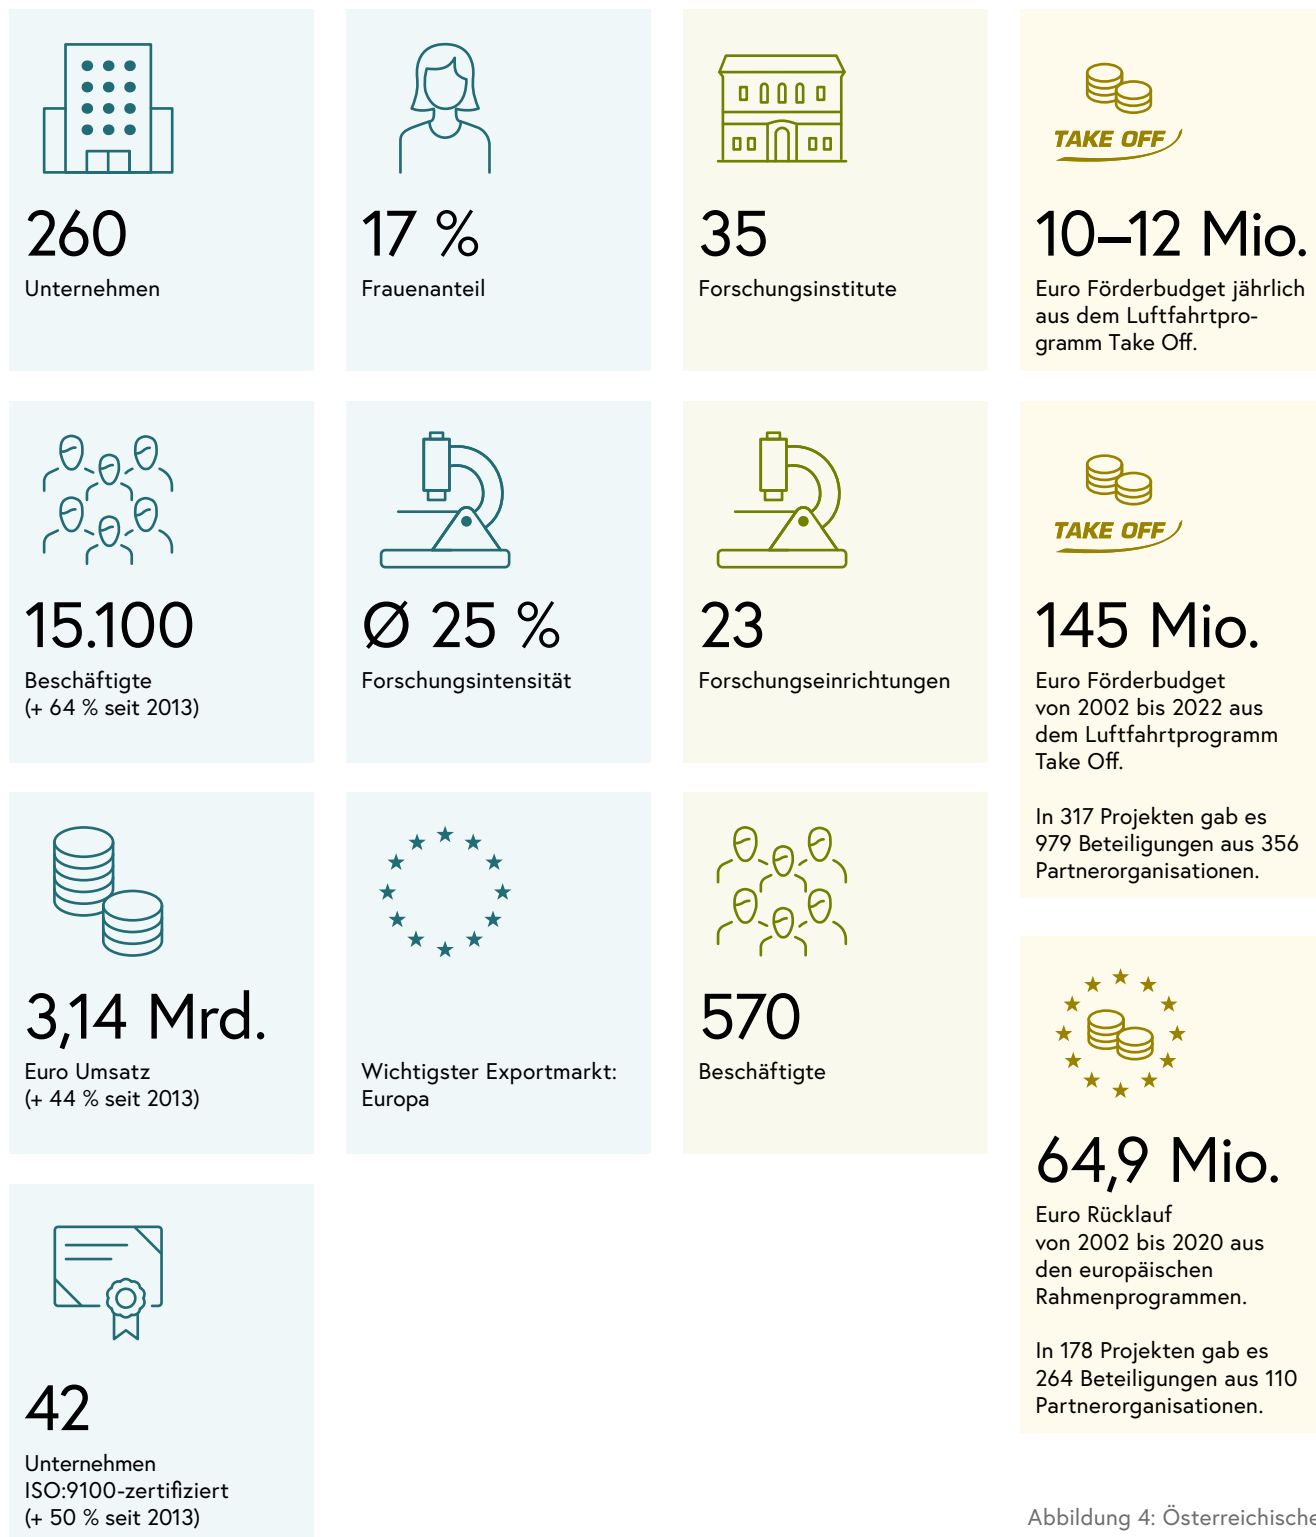 260
Unternehmen
17 %
Frauenanteil
35
Forschungsinstitute
TAKE OFF
10–12 Mio.
Euro Förderbudget jährlich
aus dem Luftfahrtpro-
gramm Take Off.
15.100
Beschäftigte
(+ 64 % seit 2013)
Ø 25 %
Forschungsintensität
23
Forschungseinrichtungen
TAKE OFF
145 Mio.
Euro Förderbudget
von 2002 bis 2022 aus
dem Luftfahrtprogramm
Take Off.
In 317 Projekten gab es
979 Beteiligungen aus 356
Partnerorganisationen.
3,14 Mrd.
Euro Umsatz
(+ 44 % seit 2013)
Wichtigster Exportmarkt:
Europa
570
Beschäftigte
64,9 Mio.
Euro Rücklauf
von 2002 bis 2020 aus
den europäischen
Rahmenprogrammen.
In 178 Projekten gab es
264 Beteiligungen aus 110
Partnerorganisationen.
42
Unternehmen
ISO:9100-zertifiziert
(+ 50 % seit 2013)
Abbildung 4: Österreichische